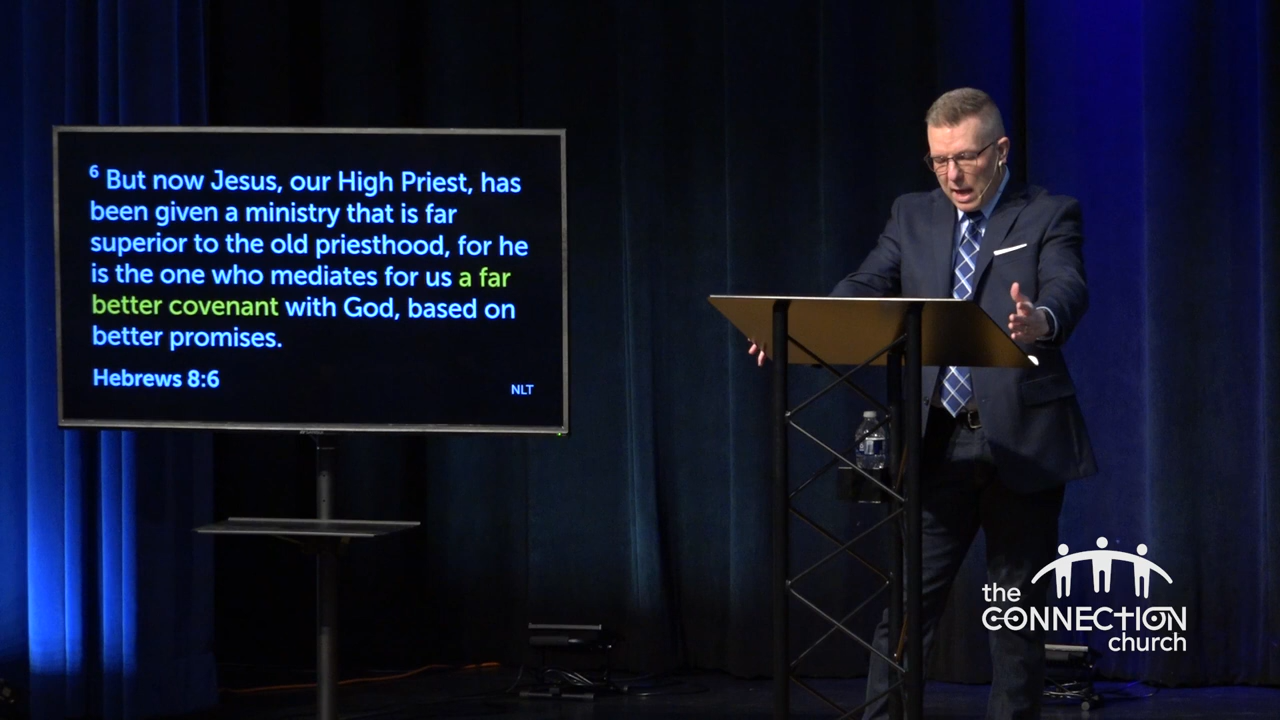 6 But now Jesus, our High Priest, has
been given a ministry that is far
superior to the old priesthood, for he
is the one who mediates for us a far
better covenant with God, based on
better promises.
Hebrews 8:6
NLT
the
CONNECTION
church